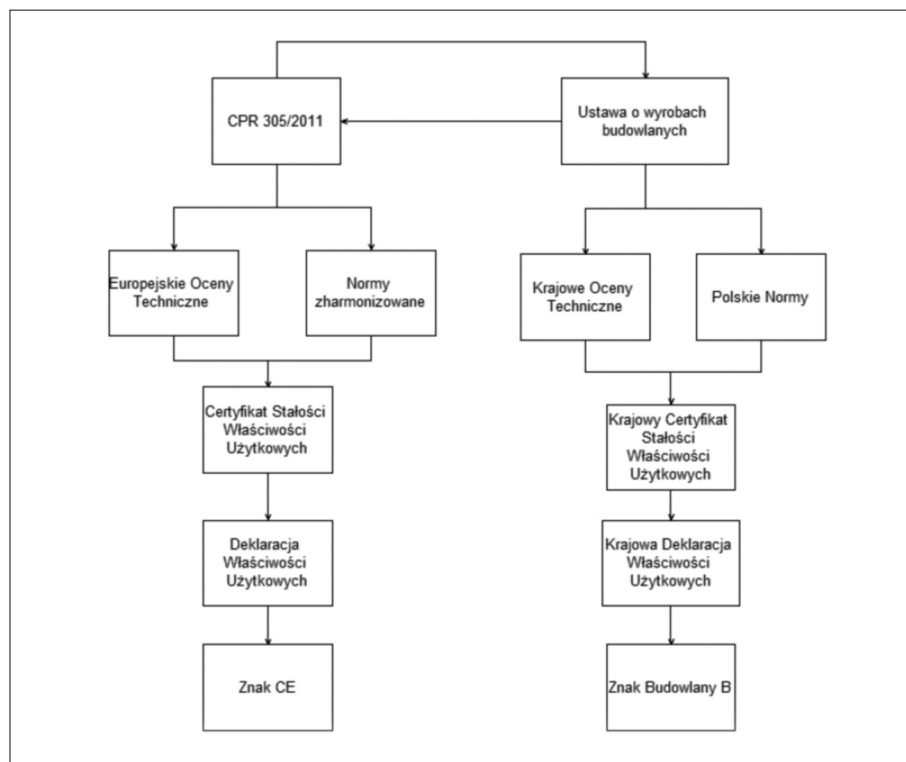 CPR 305/2011
Ustawa o wyrobach
budowlanych
Europejskie Oceny
Techniczne
Normy
zharmonizowane
Krajowe Oceny
Techniczne
Polskie Normy
Certyfikat Stałości
Właściwości
Użytkowych
Krajowy Certyfikat
Stałości
Właściwości
Użytkowych
Deklaracja
Właściwości
Użytkowych
Krajowa Deklaracja
Właściwości
Użytkowych
Znak CE
Znak Budowlany B